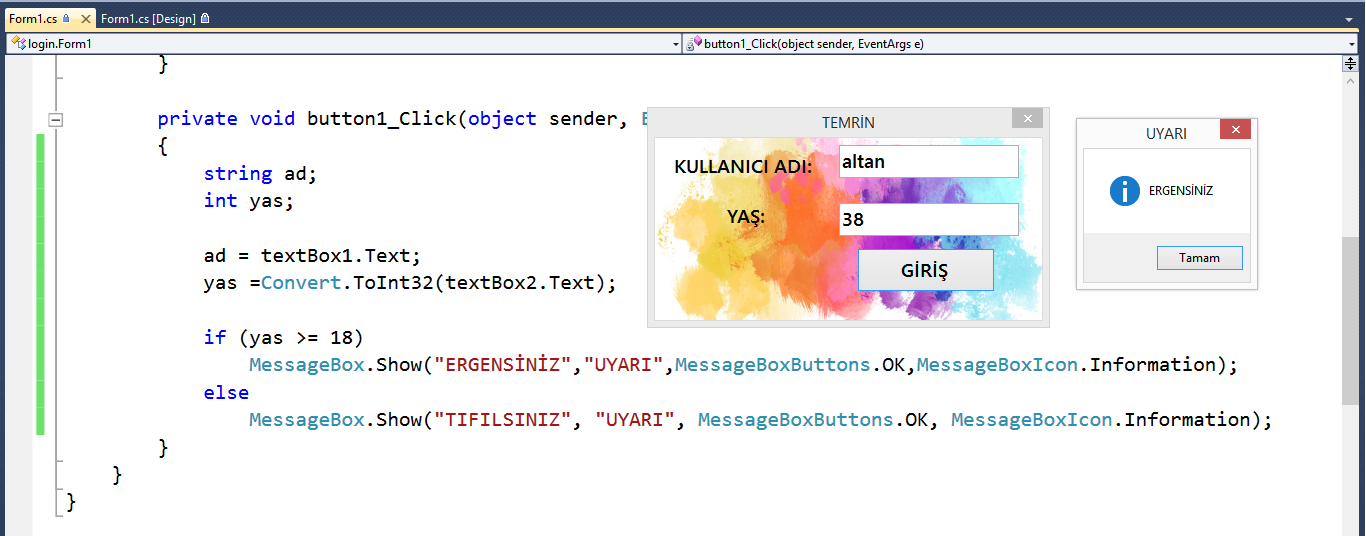 Form1.cs
Form1.cs [Design]
login.Form1
button1_Click(object sender, EventArgs e)
}
private void button1_Click(object sender, E
{
string ad;
int yas;
ad = textBox1.Text;
yas =Convert.ToInt32(textBox2.Text);
if (yas >= 18)
MessageBox.Show("ERGENSİNİZ","UYARI",MessageBoxButtons.OK,MessageBoxIcon.Information);
else
MessageBox.Show("TIFILSINIZ", "UYARI", MessageBoxButtons.OK, MessageBoxIcon.Information);
}
}
}
TEMRİN
KULLANICI ADI:
altan
YAŞ:
38
GİRİŞ
UYARI
ERGENSİNİZ
Tamam